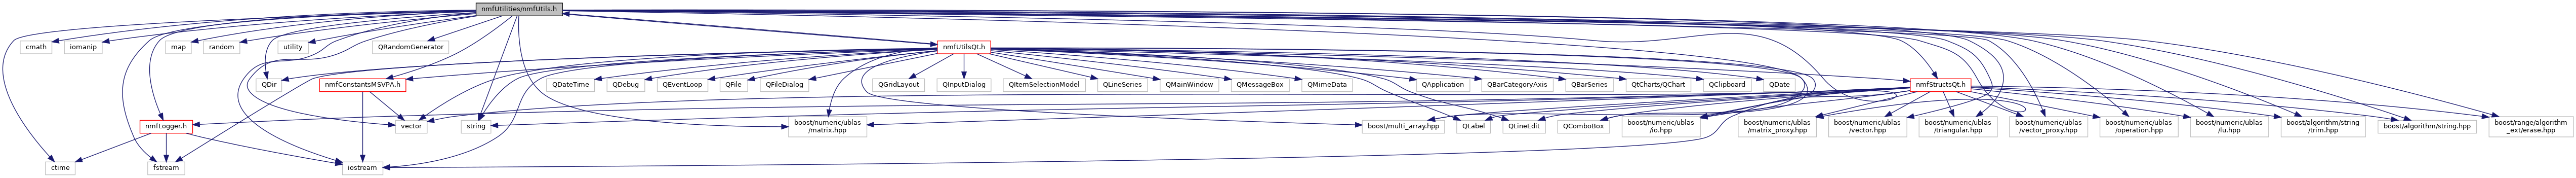 nmfUtilities/nmfUtils.h
cmath
iomanip
map
random
utility
QRandomGenerator
nmfUtilsQt.h
QDir
nmfConstantsMSVPA.h
QDateTime
QDebug
QEventLoop
QFile
QFileDialog
QGridLayout
QInputDialog
QItemSelectionModel
QLineSeries
QMainWindow
QMessageBox
QMimeData
QApplication
QBarCategoryAxis
QBarSeries
QtCharts/QChart
QClipboard
QDate
nmfStructsQt.h
nmfLogger.h
vector
string
boost/numeric/ublas
/matrix.hpp
boost/multi_array.hpp
QLabel
QLineEdit
QComboBox
boost/numeric/ublas
/io.hpp
boost/numeric/ublas
/matrix_proxy.hpp
boost/numeric/ublas
/vector.hpp
boost/numeric/ublas
/triangular.hpp
boost/numeric/ublas
/vector_proxy.hpp
boost/numeric/ublas
/operation.hpp
boost/numeric/ublas
/lu.hpp
boost/algorithm/string
/trim.hpp
boost/algorithm/string.hpp
boost/range/algorithm
_ext/erase.hpp
ctime
fstream
iostream